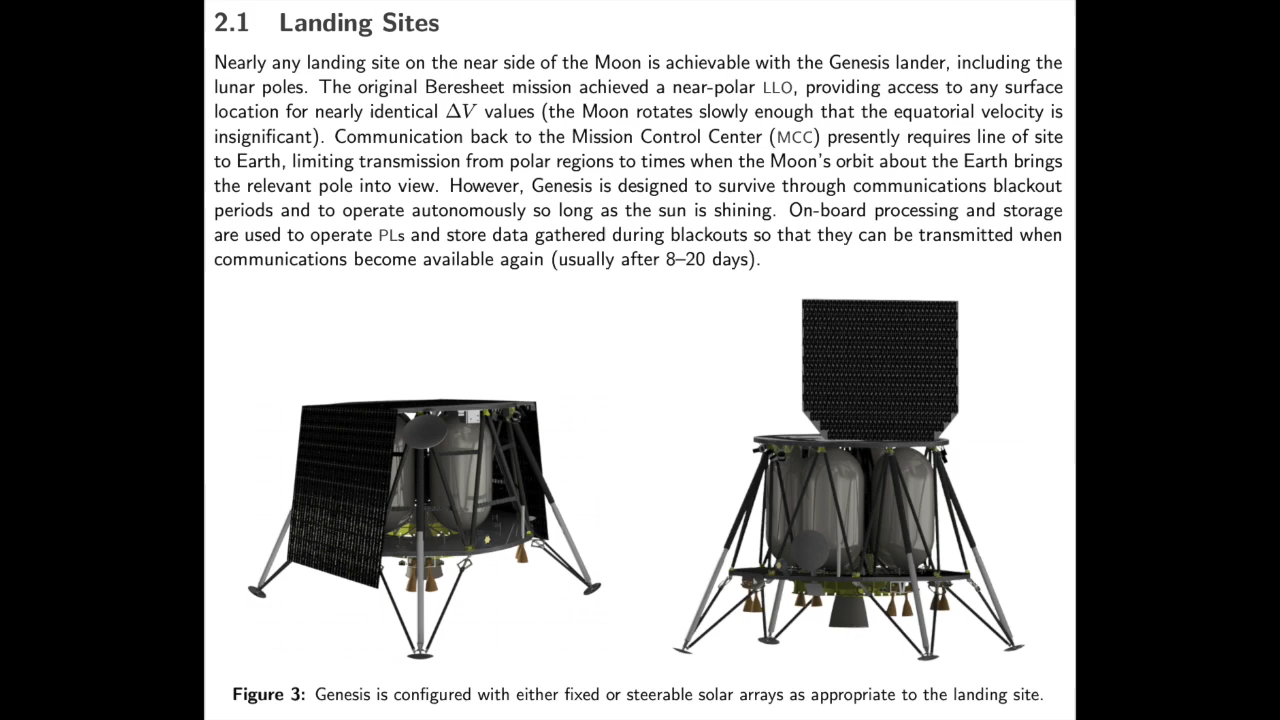 2.1 Landing Sites
Nearly any landing site on the near side of the Moon is achievable with the Genesis lander, including the
lunar poles. The original Beresheet mission achieved a near-polar LLO, providing access to any surface
location for nearly identical ΔV values (the Moon rotates slowly enough that the equatorial velocity is
insignificant). Communication back to the Mission Control Center (MCC) presently requires line of site
to Earth, limiting transmission from polar regions to times when the Moon's orbit about the Earth brings
the relevant pole into view. However, Genesis is designed to survive through communications blackout
periods and to operate autonomously so long as the sun is shining. On-board processing and storage
are used to operate PLs and store data gathered during blackouts so that they can be transmitted when
communications become available again (usually after 8–20 days).
Figure 3: Genesis is configured with either fixed or steerable solar arrays as appropriate to the landing site.